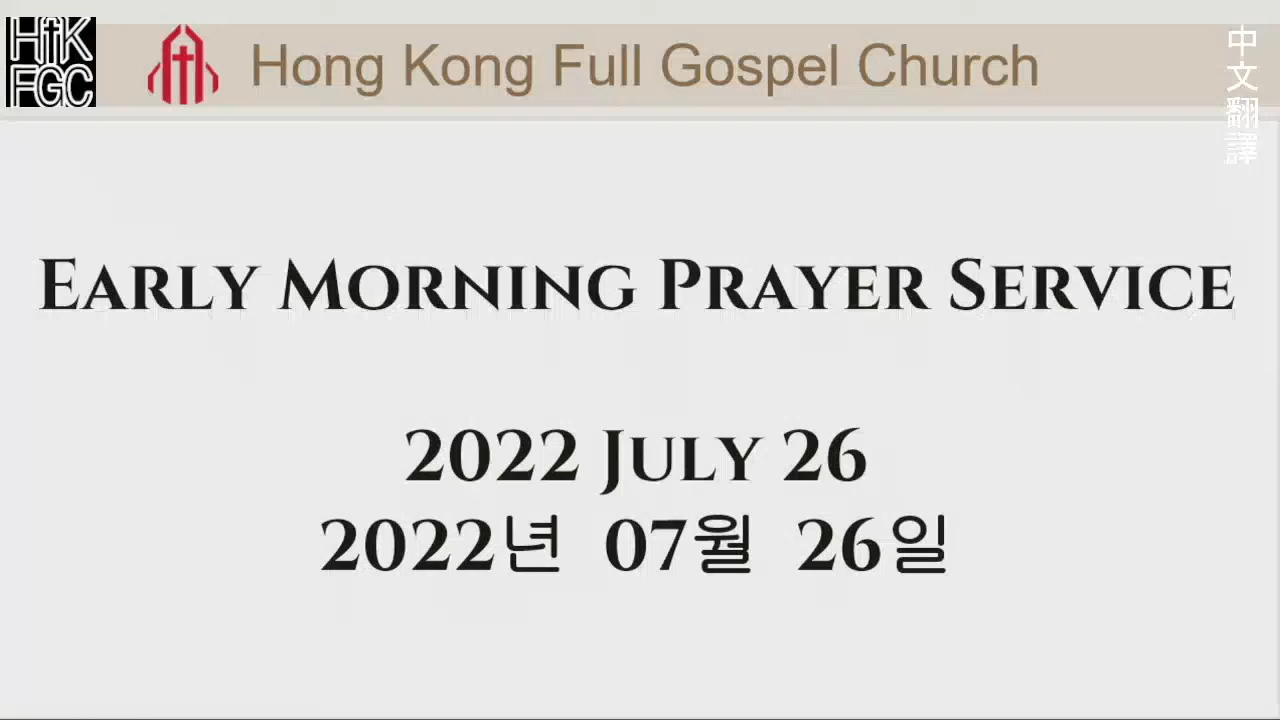 H†K
FGC
Hong Kong Full Gospel Church
中文翻譯
Early Morning Prayer Service
2022 July 26
2022년 07월 26일